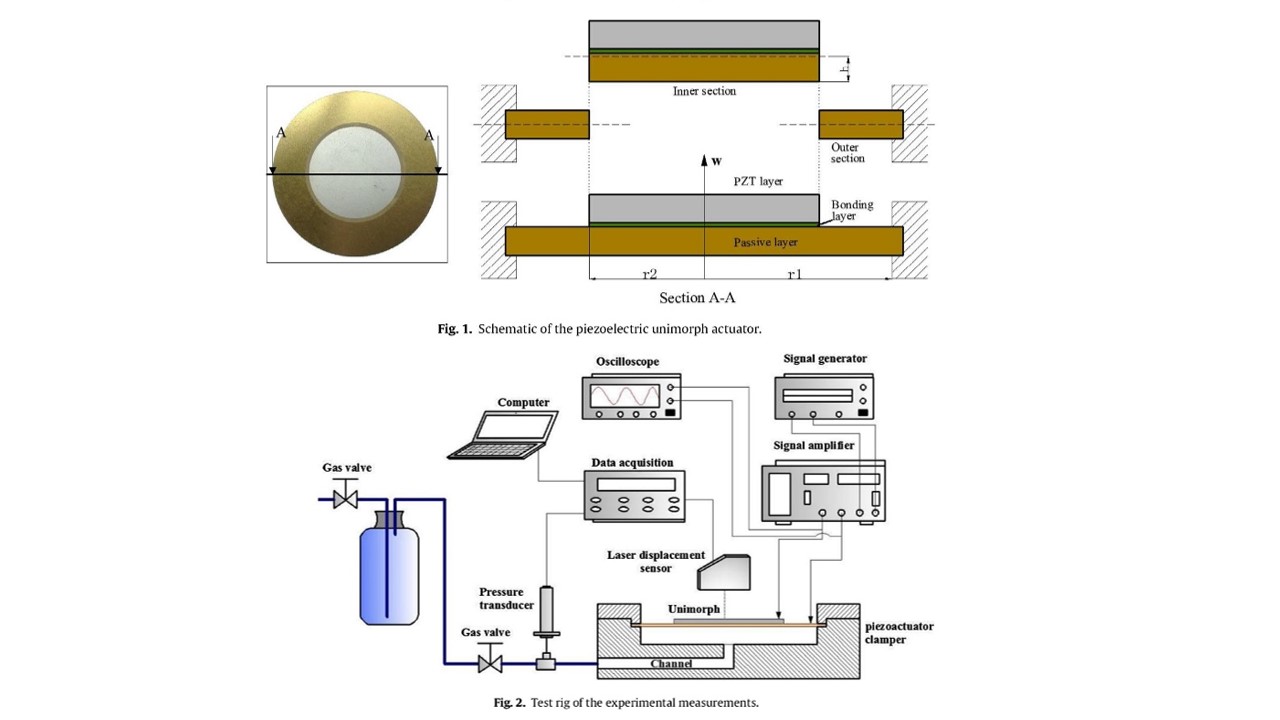 Inner section
h
A
A
Outer
section
w
PZT layer
Bonding
layer
Passive layer
r2
r1
Section A-A
Fig. 1. Schematic of the piezoelectric unimorph actuator.
Oscilloscope
Signal generator
Computer
Signal amplifier
Data acquisition
Gas valve
Laser displacement
sensor
Pressure
transducer
Unimorph
Gas valve
piezoactuator
clamper
Channel
Fig. 2. Test rig of the experimental measurements.